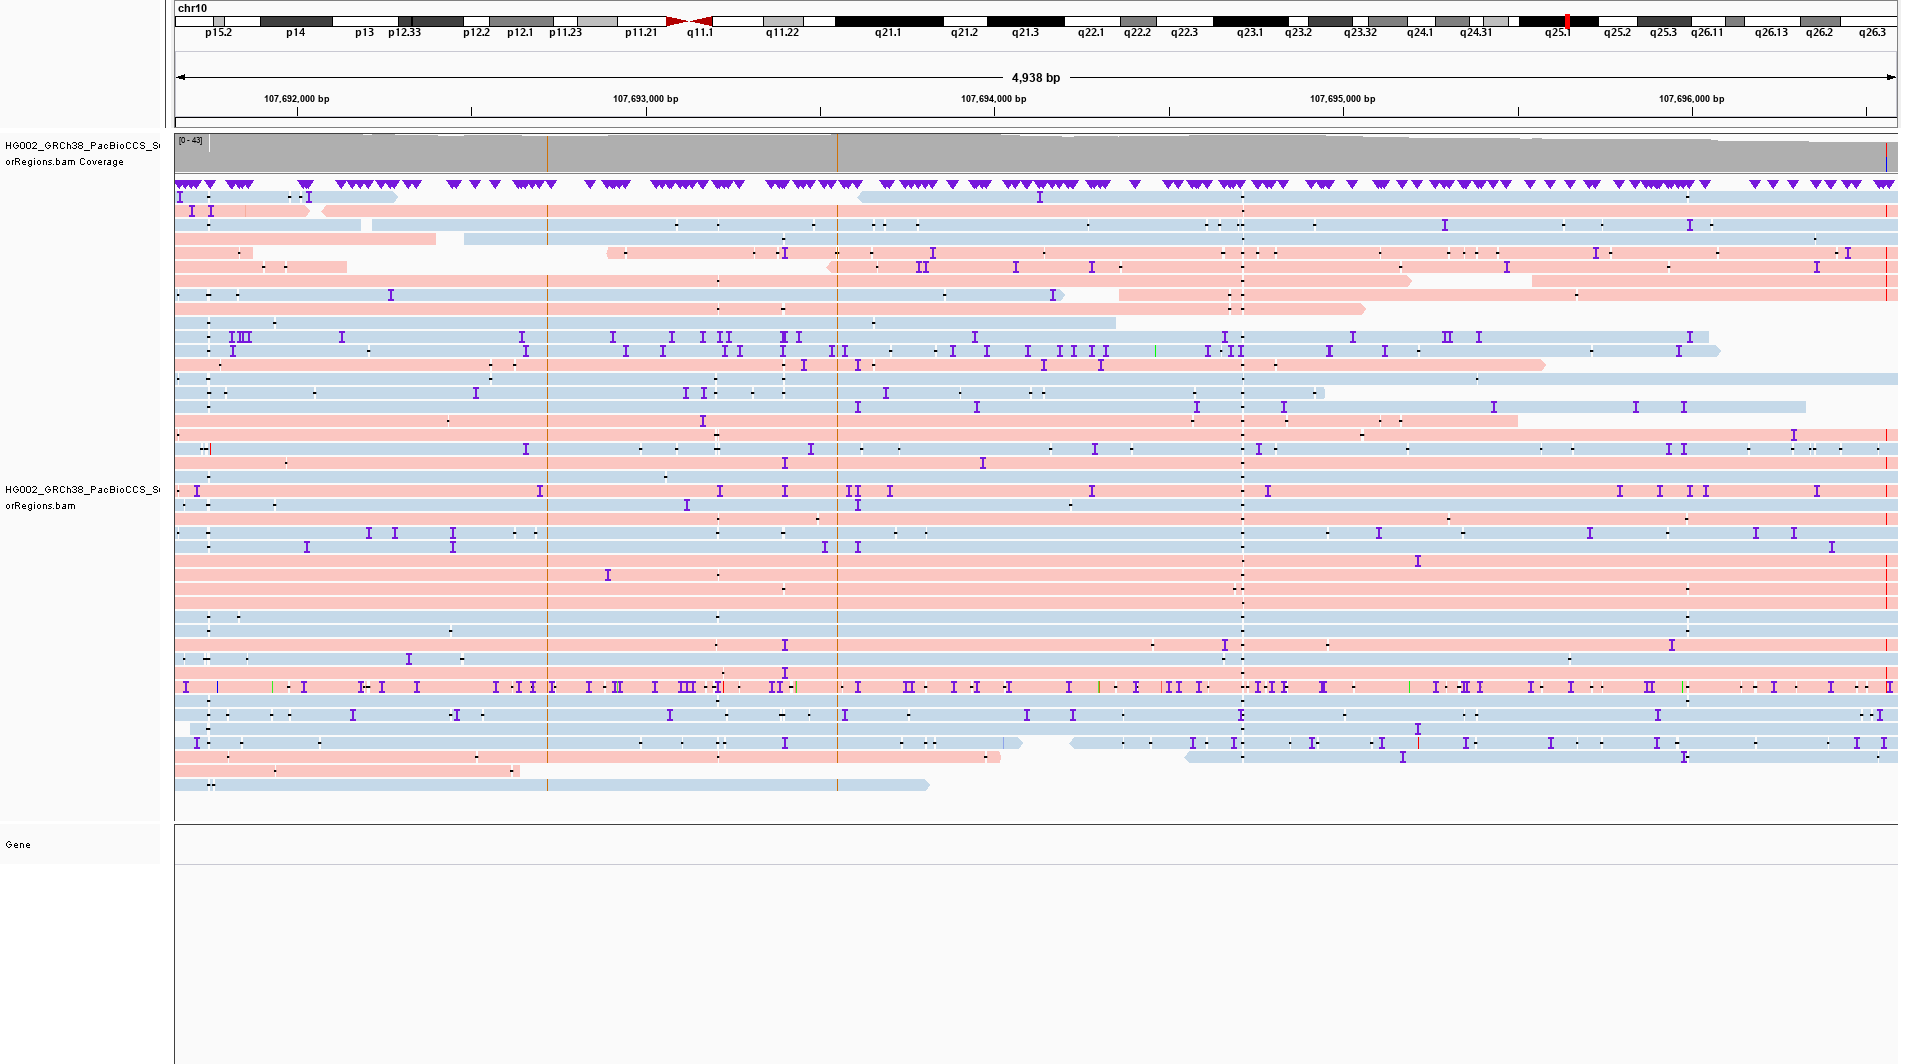 chr10
p15.2 p14 p13 p12.33 p12.2 p12.1 p11.23 p11.21 q11.1 q11.22 q21.1 q21.2 q21.3 q22.1 q22.2 q22.3 q23.1 q23.2 q23.32 q24.1 q24.31 q25.1 q25.2 q25.3 q26.11 q26.13 q26.2 q26.3
4,938 bp
107,692,000 bp 107,693,000 bp 107,694,000 bp 107,695,000 bp 107,696,000 bp
[0 - 43]
HG002_GRCh38_PacBioCCS_S
orRegions.bam Coverage
HG002_GRCh38_PacBioCCS_S
orRegions.bam
Gene